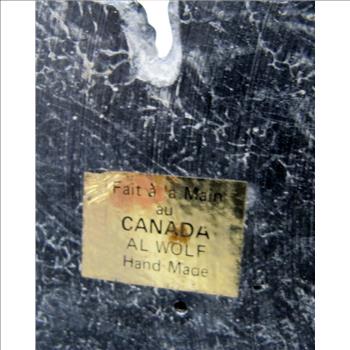 Fait à la Main
au
CANADA
AL WOLF
Hand Made